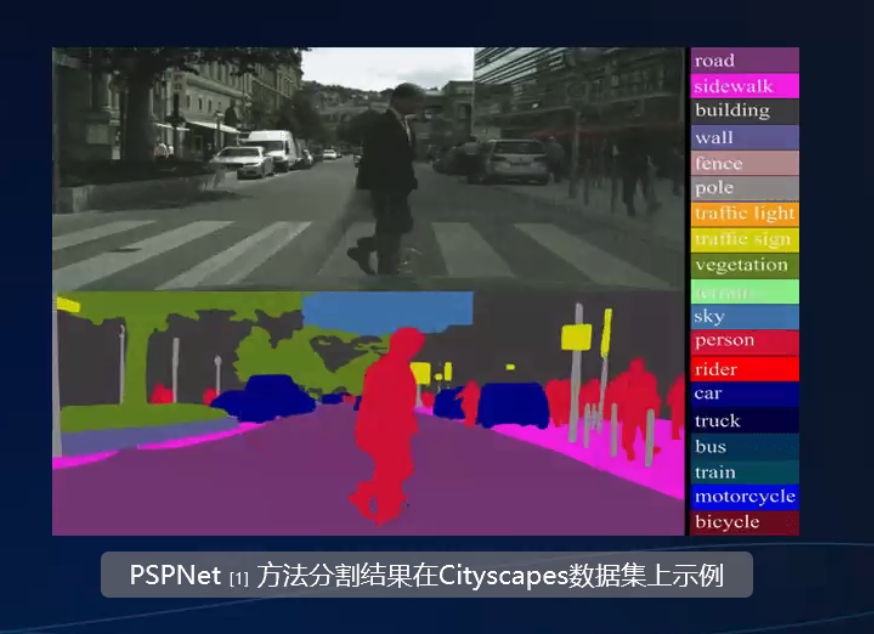 road
sidewalk
building
wall
fence
pole
traffic light
traffic sign
vegetation
terrain
sky
person
rider
car
truck
bus
train
motorcycle
bicycle
PSPNet [1] 方法分割结果在Cityscapes数据集上示例